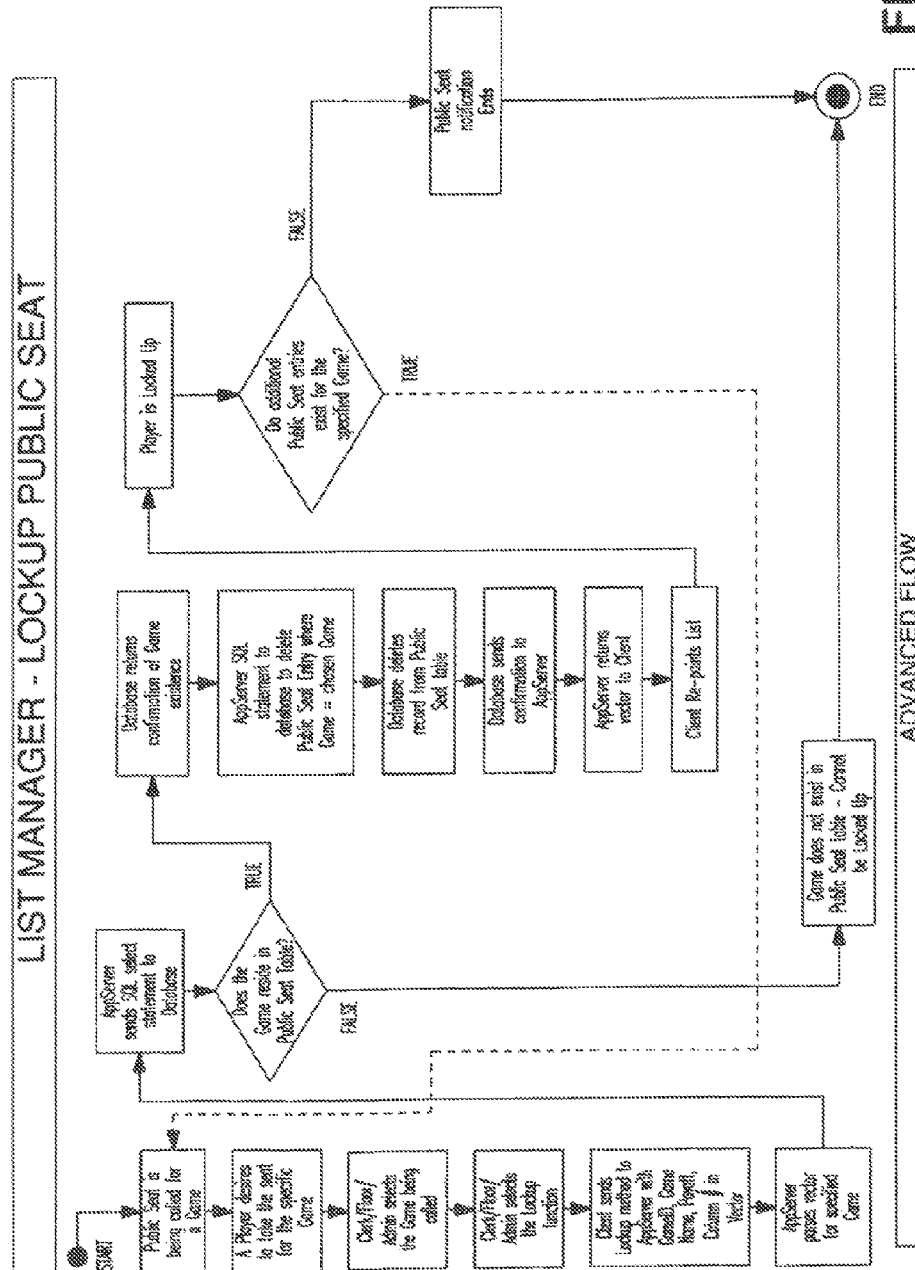 LIST MANAGER - LOCKUP PUBLIC SEAT
START
Public Seat is
being called for
a Game
A Player desires
to take the seat
for the specific
Game
Clerk/Floor/
Admin selects
the Game being
called
Clerk/Floor/
Admin selects
the Lockup
function
Client sends
Lockup method to
Appserver with
GameID, Game
Name,
Column # in
Vector
AppServer
parses vector
for specified
Game
AppServer
sends SQL select
statement to
Database
Does the
Game reside in
Public Seat Table?
TRUE
FALSE
Database returns
confirmation of Game
existence
AppServer SQL
statement to
database to delete
Public Seat Entry where
Game = chosen Game
Database deletes
record from Public
Seat table
Database sends
confirmation to
AppServer
AppServer returns
vector to Client
Client Re-paints List
Game does not exist in
Public Seat table - Cannot
be Locked Up
Player is Locked Up
Do additional
Public Seat entries
exist for the
specified Game?
TRUE
FALSE
Public Seat
notification
Ends
END
ADVANCED FLOW